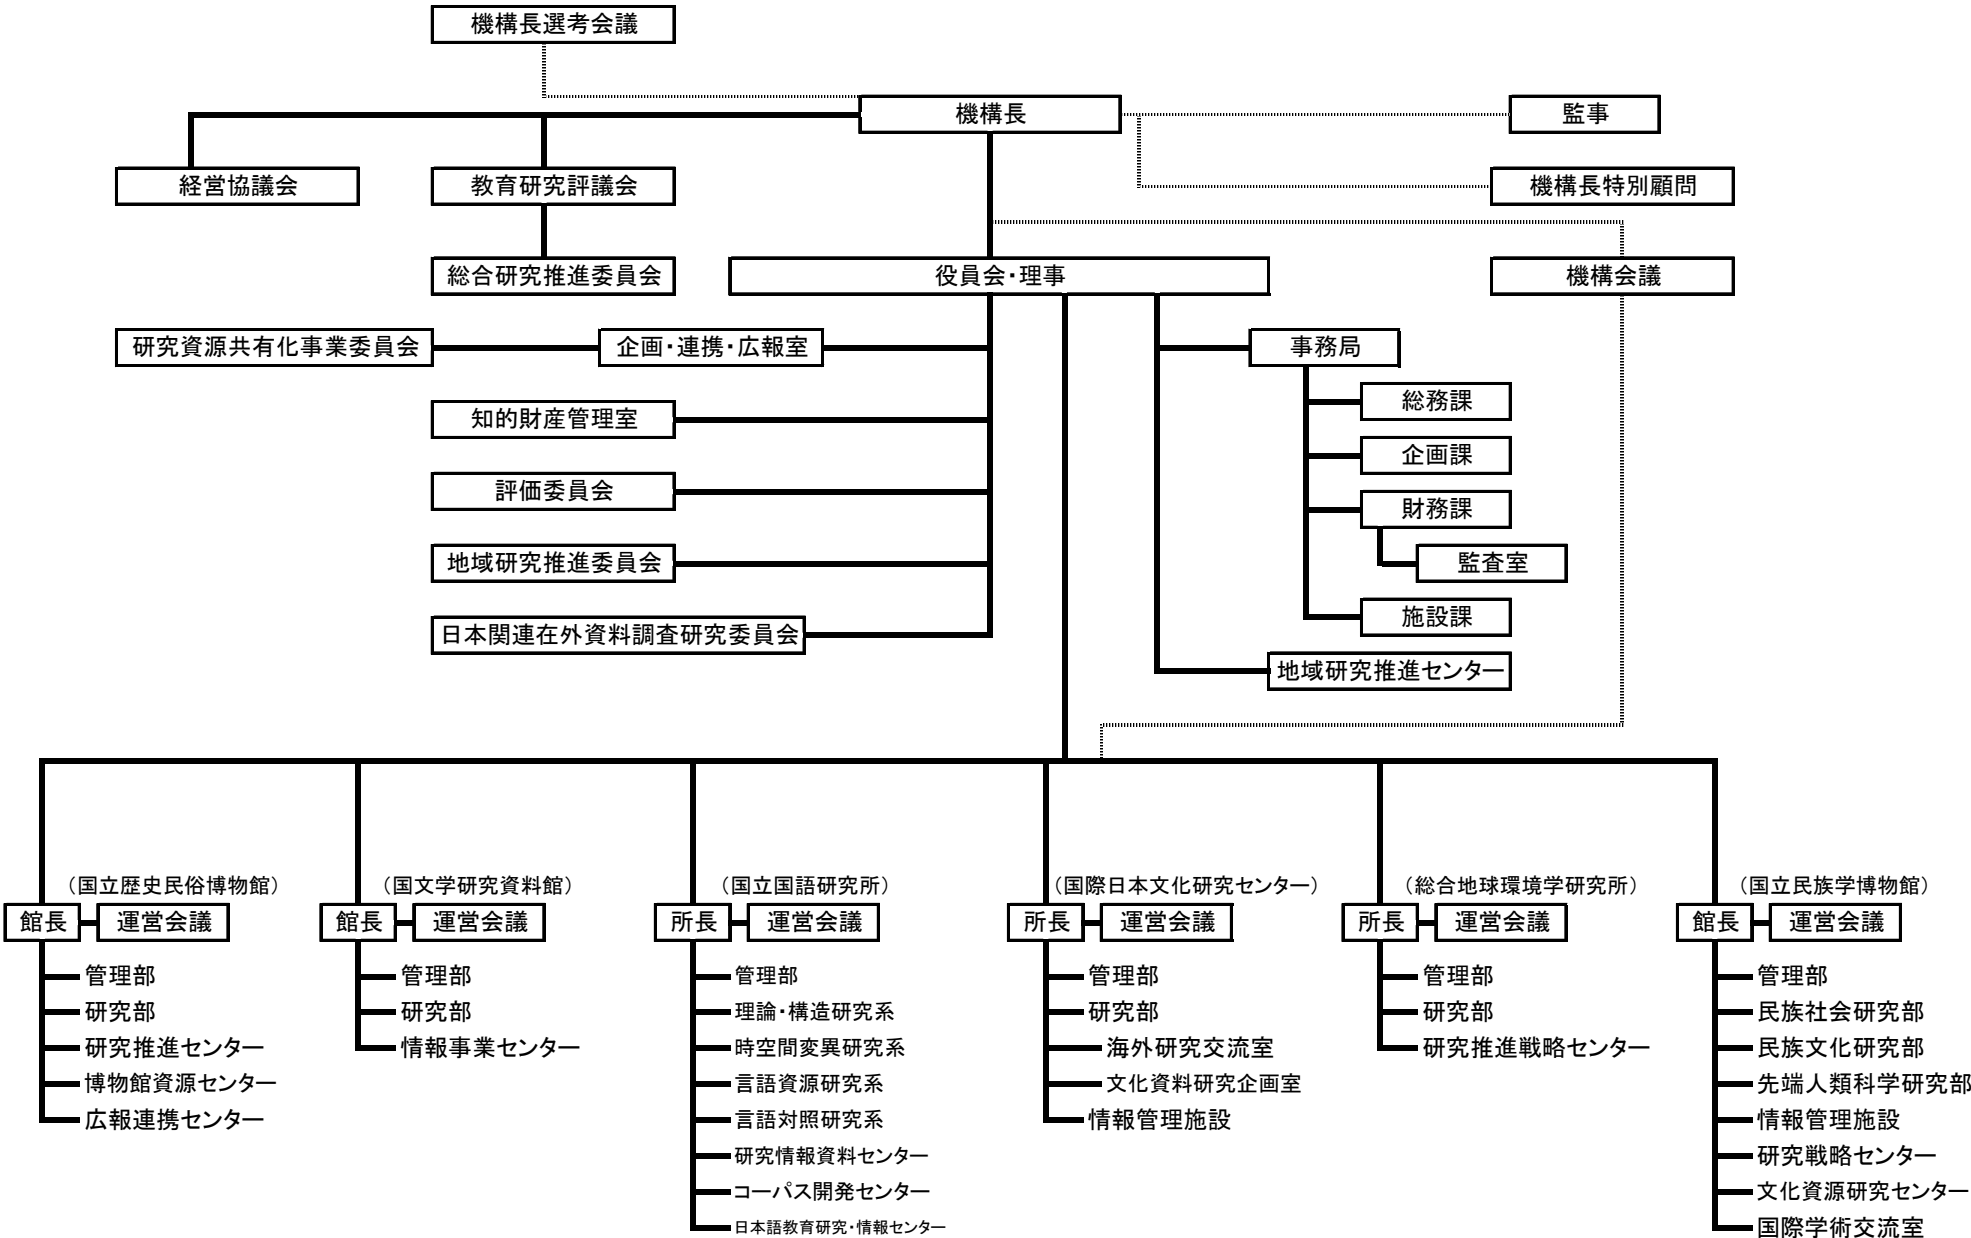 機構長選考会議
機構長
監事
経営協議会
教育研究評議会
機構長特別顧問
総合研究推進委員会
役員会・理事
機構会議
研究資源共有化事業委員会
企画・連携・広報室
事務局
総務課
知的財産管理室
企画課
評価委員会
財務課
地域研究推進委員会
監査室
施設課
日本関連在外資料調査研究委員会
地域研究推進センター
（国立歴史民俗博物館）
館長
運営会議
管理部
研究部
研究推進センター
博物館資源センター
広報連携センター
（国文学研究資料館）
館長
運営会議
管理部
研究部
情報事業センター
（国立国語研究所）
所長
運営会議
管理部
理論・構造研究系
時空間変異研究系
言語資源研究系
言語対照研究系
研究情報資料センター
コーパス開発センター
日本語教育研究・情報センター
（国際日本文化研究センター）
所長
運営会議
管理部
研究部
海外研究交流室
文化資料研究企画室
情報管理施設
（総合地球環境学研究所）
所長
運営会議
管理部
研究部
研究推進戦略センター
（国立民族学博物館）
館長
運営会議
管理部
民族社会研究部
民族文化研究部
先端人類科学研究部
情報管理施設
研究戦略センター
文化資源研究センター
国際学術交流室